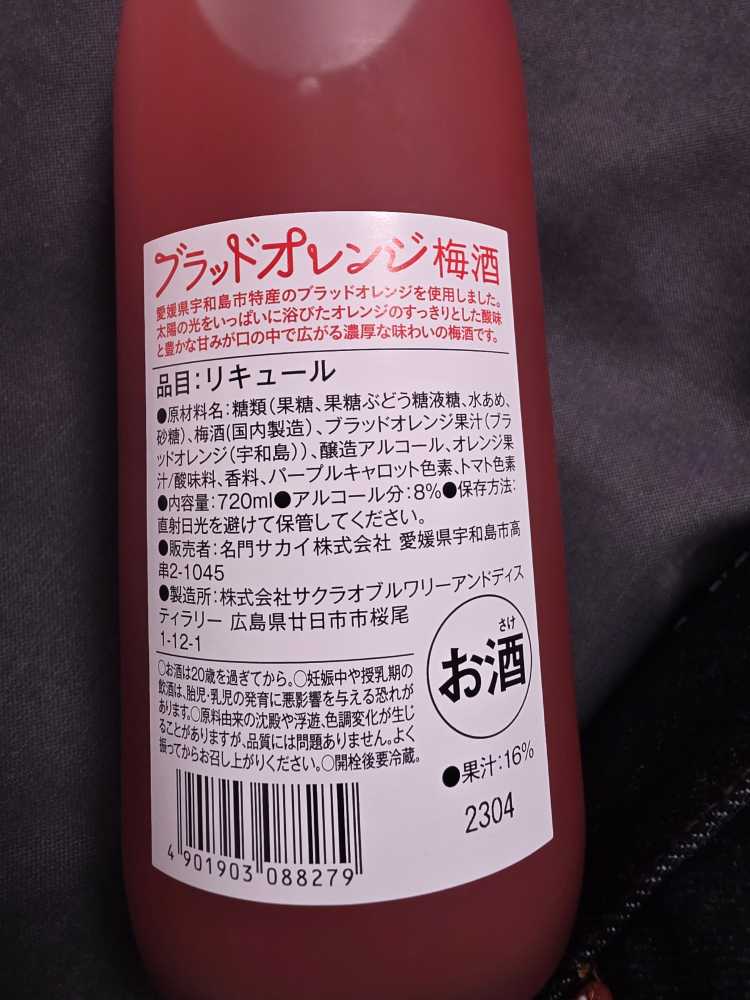 ブラッドオレンジ梅酒
愛媛県宇和島市特産のブラッドオレンジを使用しました。
太陽の光をいっぱいに浴びたオレンジのすっきりとした酸味
と豊かな甘みが口の中で広がる濃厚な味わいの梅酒です。
品目：リキュール
●原材料名：糖類（果糖、果糖ぶどう糖液糖、水あめ、
砂糖）、梅酒（国内製造）、ブラッドオレンジ果汁（ブラ
ッドオレンジ（宇和島））、醸造アルコール、オレンジ果
汁/酸味料、香料、パープルキャロット色素、トマト色素
●内容量：720ml●アルコール分：8%●保存方法：
直射日光を避けて保管してください。
●販売者：名門サカイ株式会社 愛媛県宇和島市高
串2-1045
●製造所：株式会社サクラオブルワリーアンドディス
ティラリー 広島県廿日市市桜尾
1-12-1
さけ
お酒
○お酒は20歳を過ぎてから。○妊娠中や授乳期の
飲酒は、胎児・乳児の発育に悪影響を与える恐れが
あります。○原料由来の沈殿や浮遊、色調変化が生じ
ることがありますが、品質には問題ありません。よく
振ってからお召し上がりください。○開栓後要冷蔵。
●果汁：16%
2304
4 901903 088279